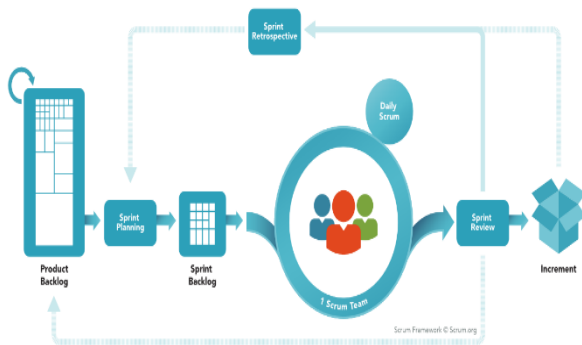 Sprint
Retrospective
Daily
Scrum
Sprint
Planning
Sprint
Review
Product
Backlog
Sprint
Backlog
1 Scrum Team
Increment
Scrum Framework © Scrum.org